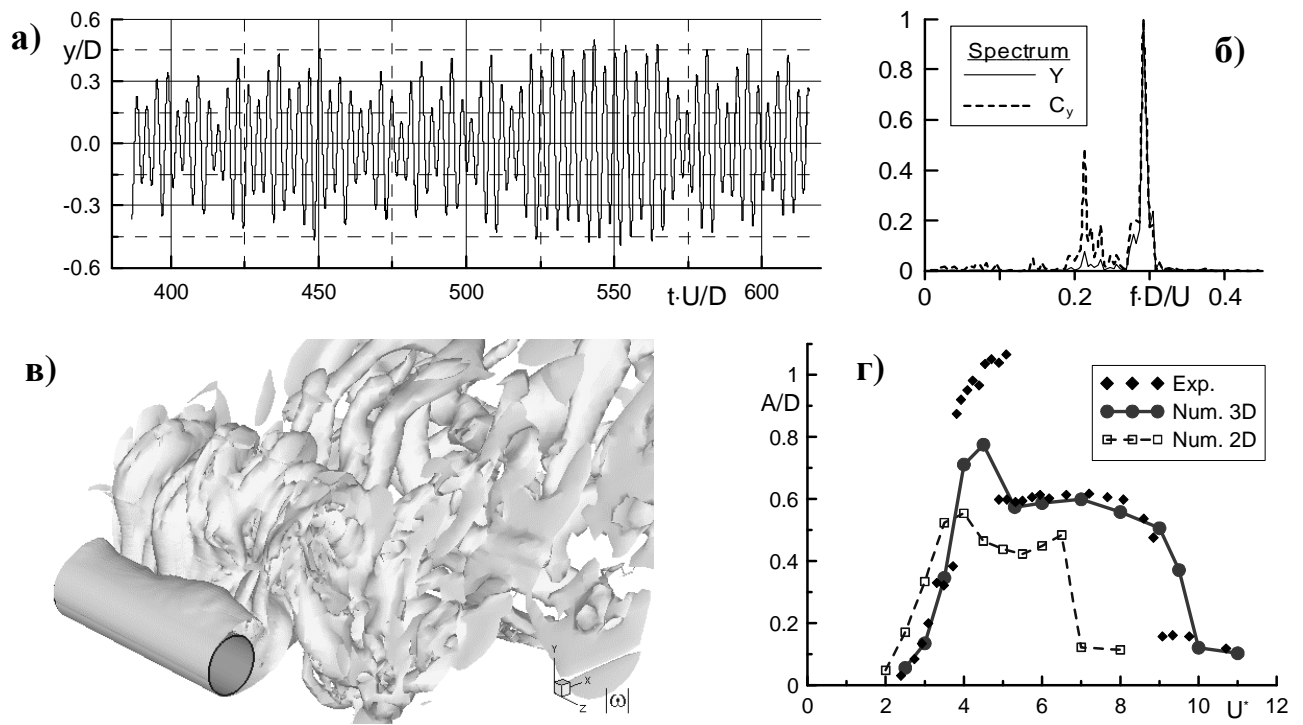 а)
y/D
0.6
0.3
0.0
-0.3
-0.6
400
450
500
550
600
t·U/D
б)
Spectrum
Y
Cy
1
0.8
0.6
0.4
0.2
0
0
0.2
f·D/U
0.4
в)
Y
X
Z
|ω|
г)
A/D
Exp.
Num. 3D
Num. 2D
1
0.8
0.6
0.4
0.2
0
0
2
4
6
8
10
U*
12